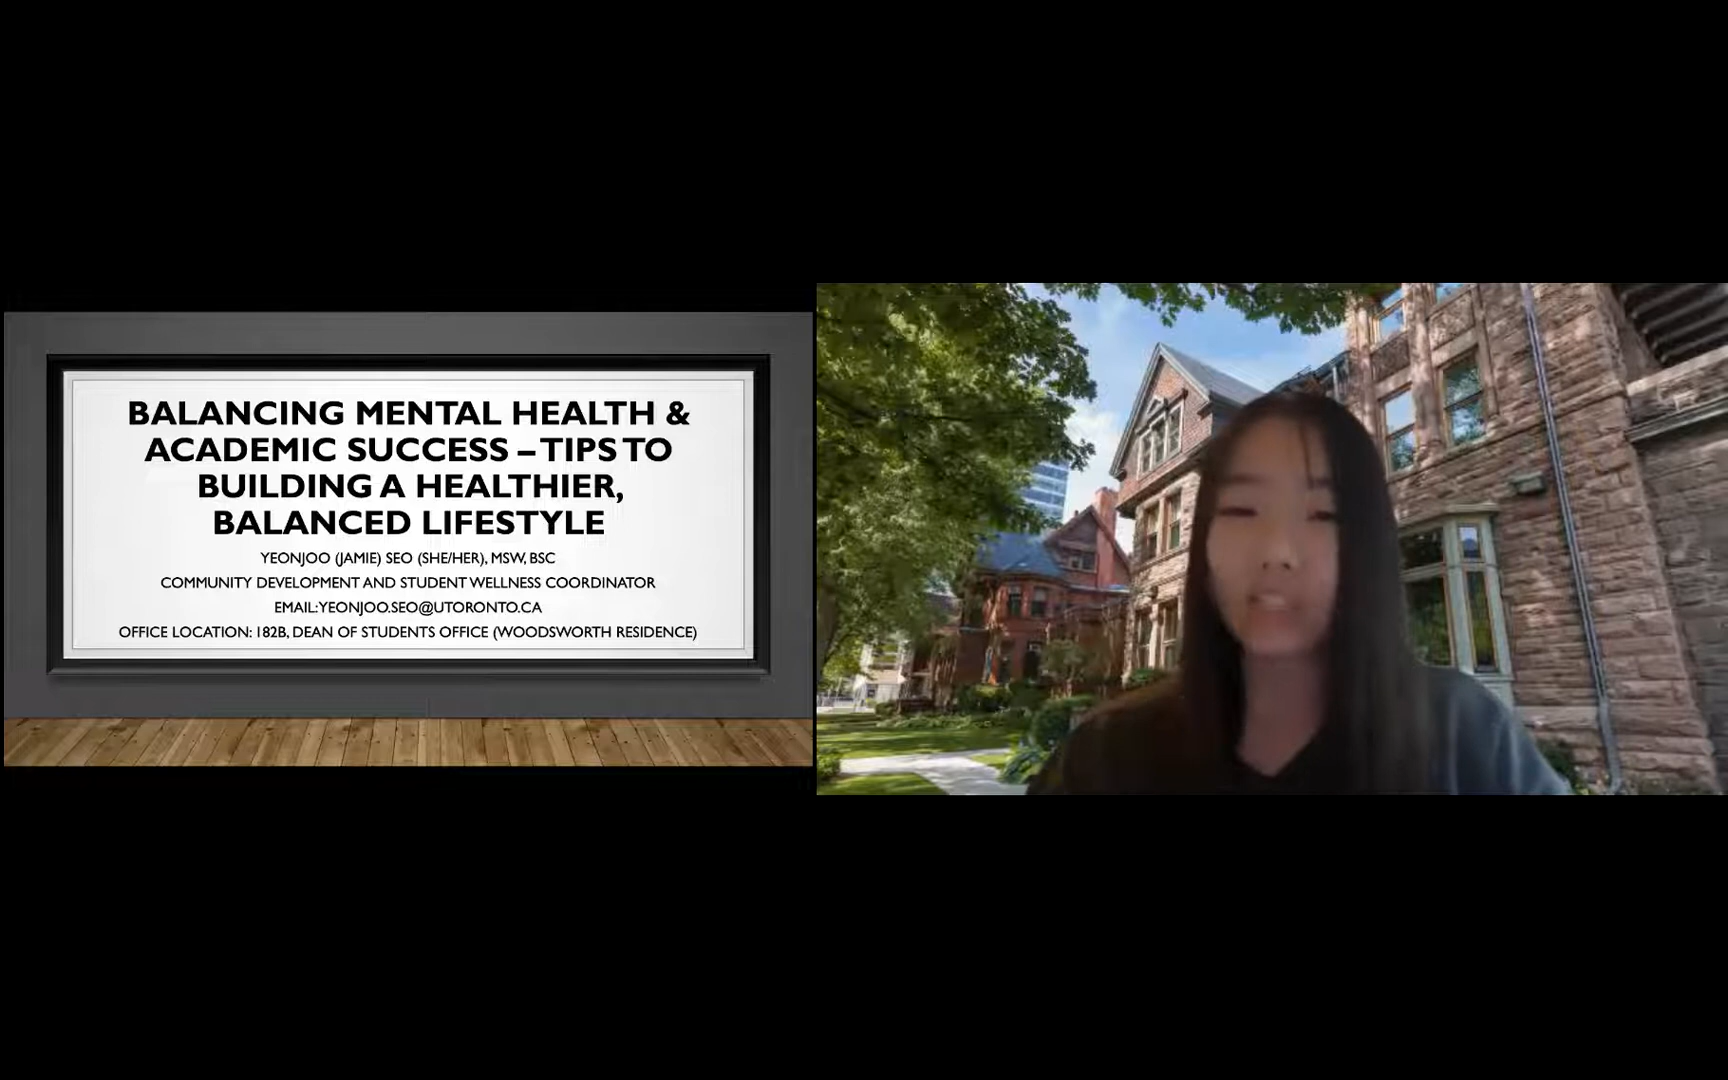 BALANCING MENTAL HEALTH &
ACADEMIC SUCCESS – TIPS TO
BUILDING A HEALTHIER,
BALANCED LIFESTYLE
YEONJOO (JAMIE) SEO (SHE/HER), MSW, BSC
COMMUNITY DEVELOPMENT AND STUDENT WELLNESS COORDINATOR
EMAIL:YEONJOO.SEO@UTORONTO.CA
OFFICE LOCATION: 182B, DEAN OF STUDENTS OFFICE (WOODSWORTH RESIDENCE)